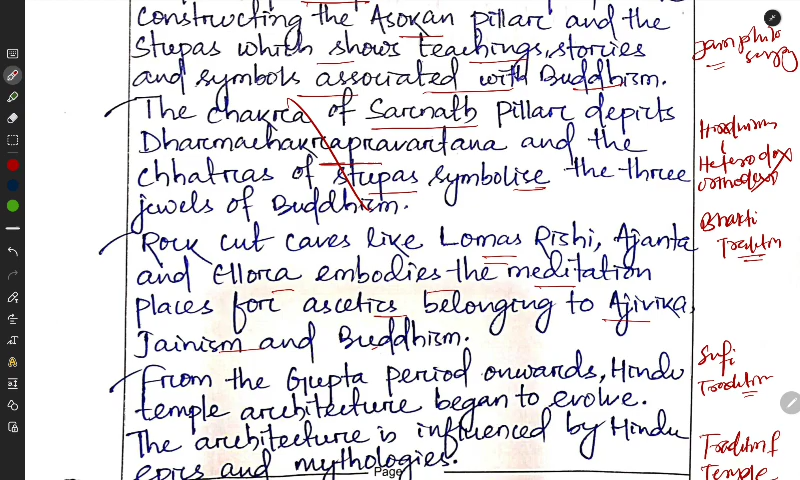 constructing the Asokan pillar and the
Stupas which shows teachings, stories
and symbols associated with Buddhism.
The chakra of Sarnath pillar depicts
Dharmachakrapravartana and the
chhatras of stupas symbolise the three
jewels of Buddhism.
Rock cut caves like Lomas Rishi, Ajanta
and Ellora embodies the meditation
places for ascetics belonging to Ajivika,
Jainism and Buddhism.
From the Gupta period onwards, Hindu
temple architecture began to evolve.
The architecture is influenced by Hindu
epics and mythologies.
Page
Jain philo
sophy
Hinduism
Heterodox
orthodox
Bhakti
Tradition
Sufi
Tradition
Tradition of
Temple